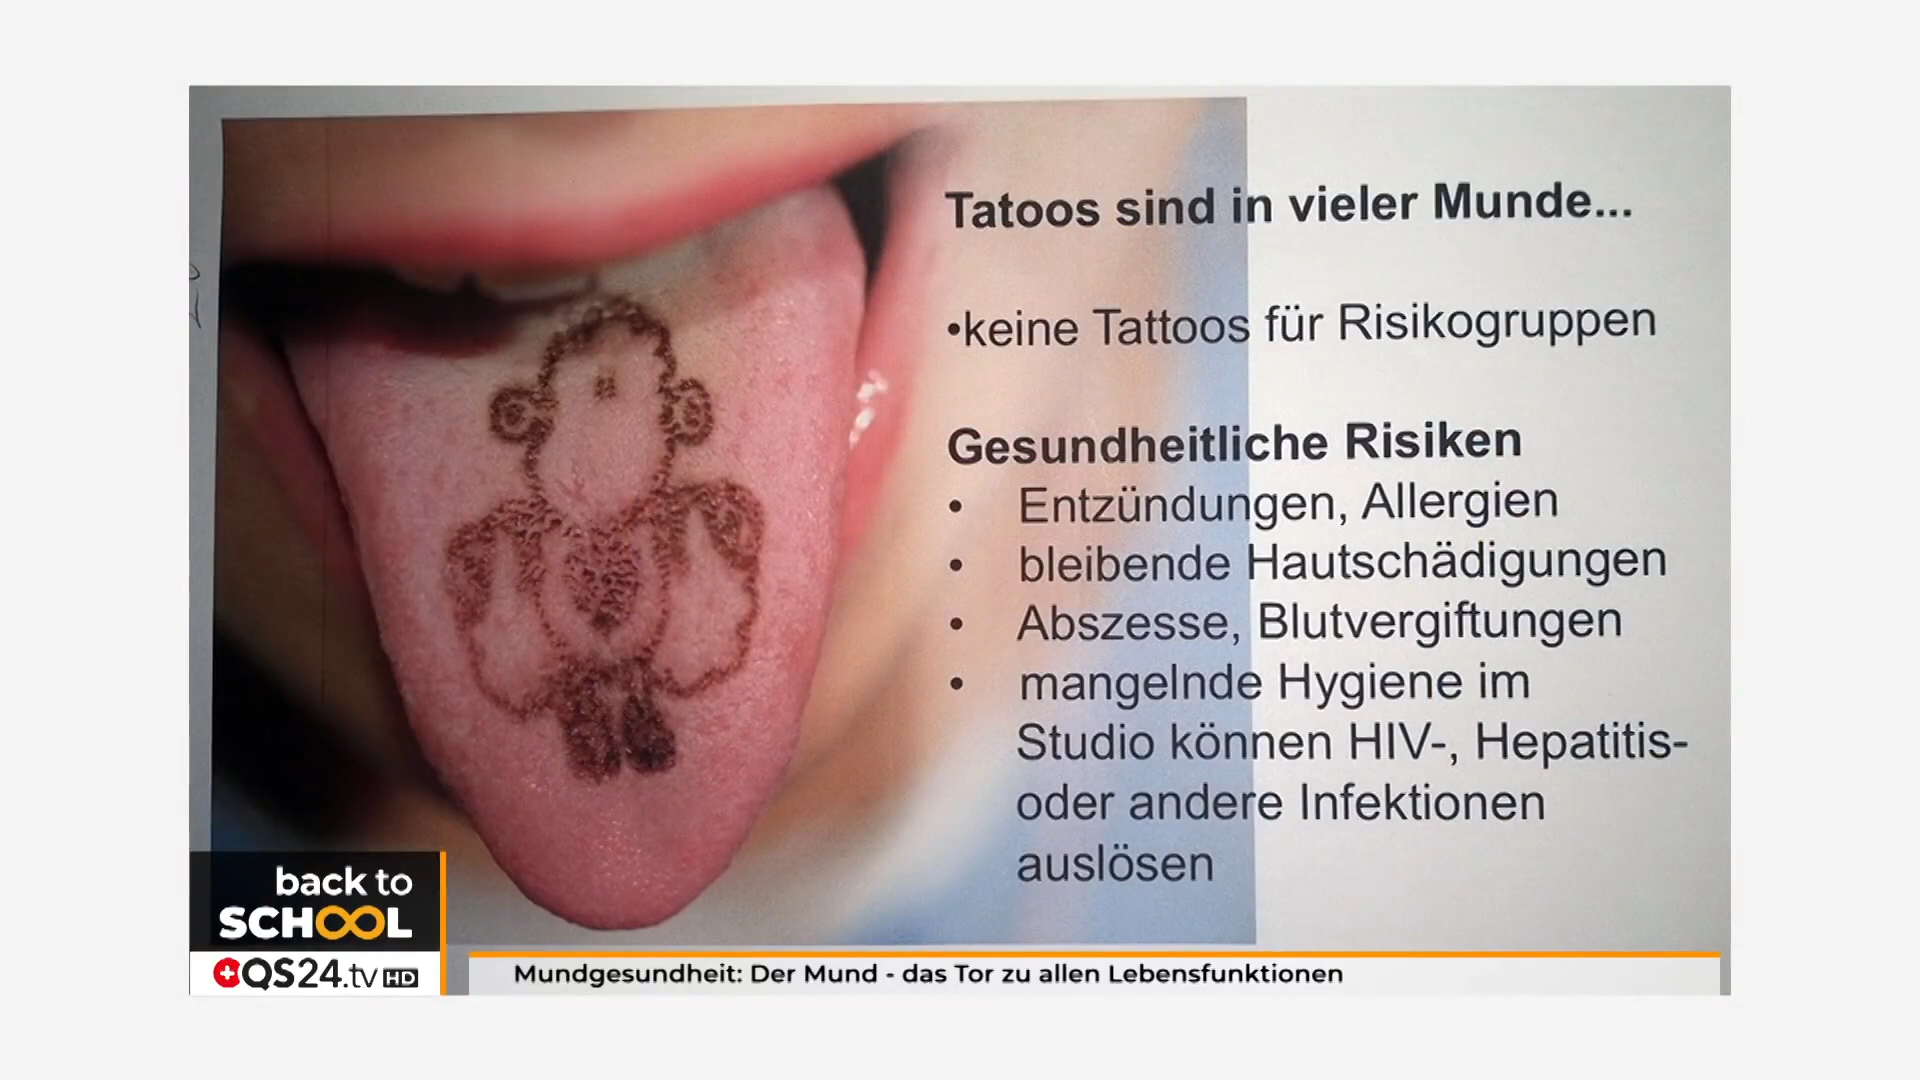 Tatoos sind in vieler Munde...
•keine Tattoos für Risikogruppen
Gesundheitliche Risiken
• Entzündungen, Allergien
• bleibende Hautschädigungen
• Abszesse, Blutvergiftungen
• mangelnde Hygiene im
Studio können HIV-, Hepatitis-
oder andere Infektionen
auslösen
back to
SCHOOL
QS24.tv HD
Mundgesundheit: Der Mund - das Tor zu allen Lebensfunktionen